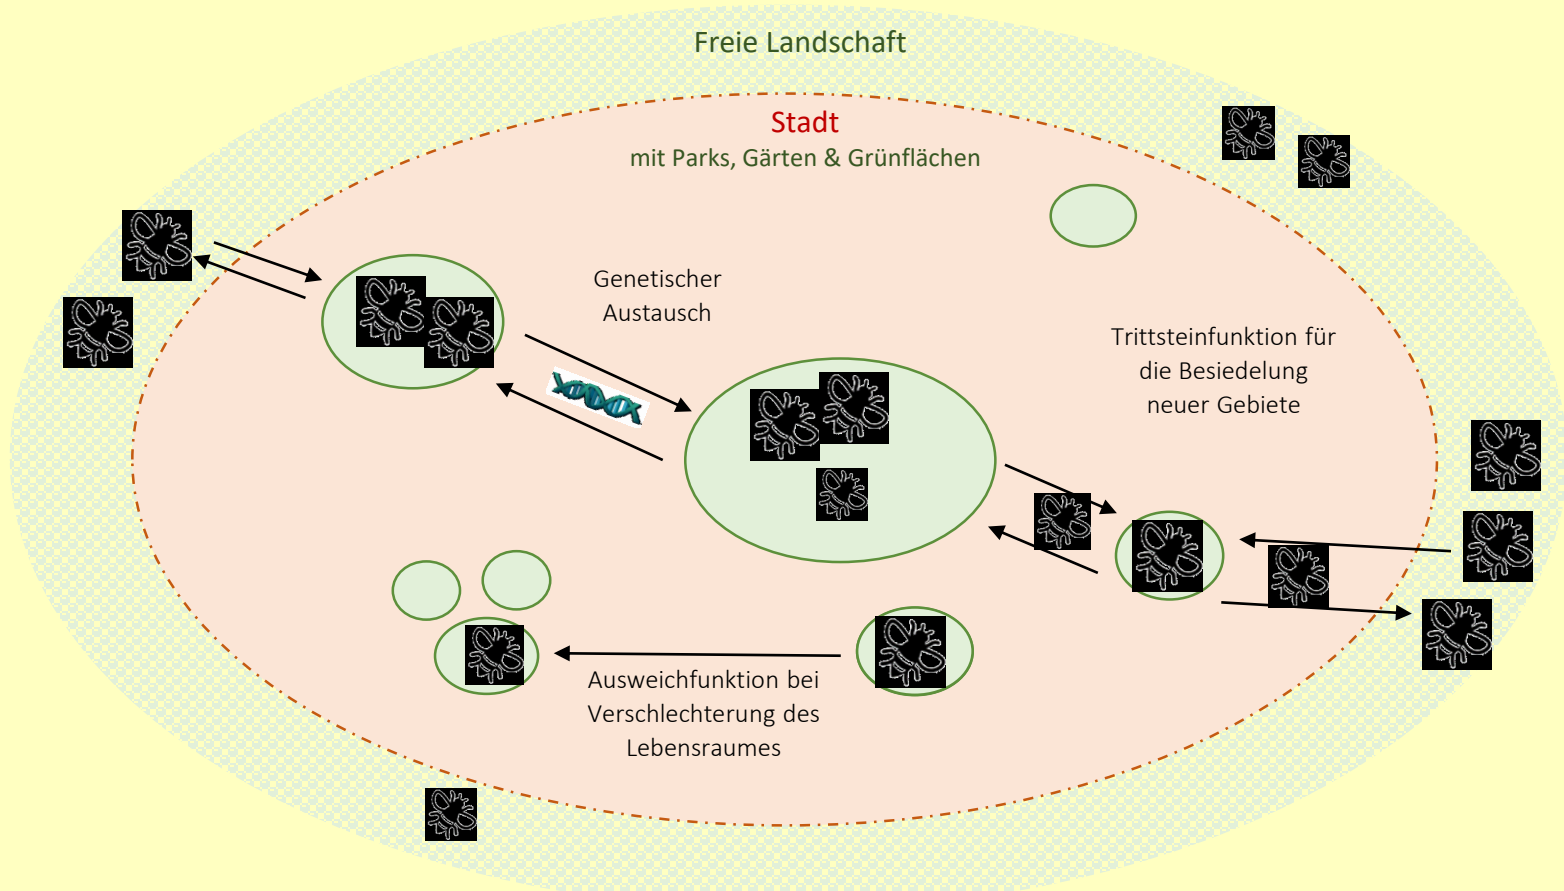 Freie Landschaft
Stadt
mit Parks, Gärten & Grünflächen
Genetischer
Austausch
Trittsteinfunktion für
die Besiedelung
neuer Gebiete
Ausweichfunktion bei
Verschlechterung des
Lebensraumes